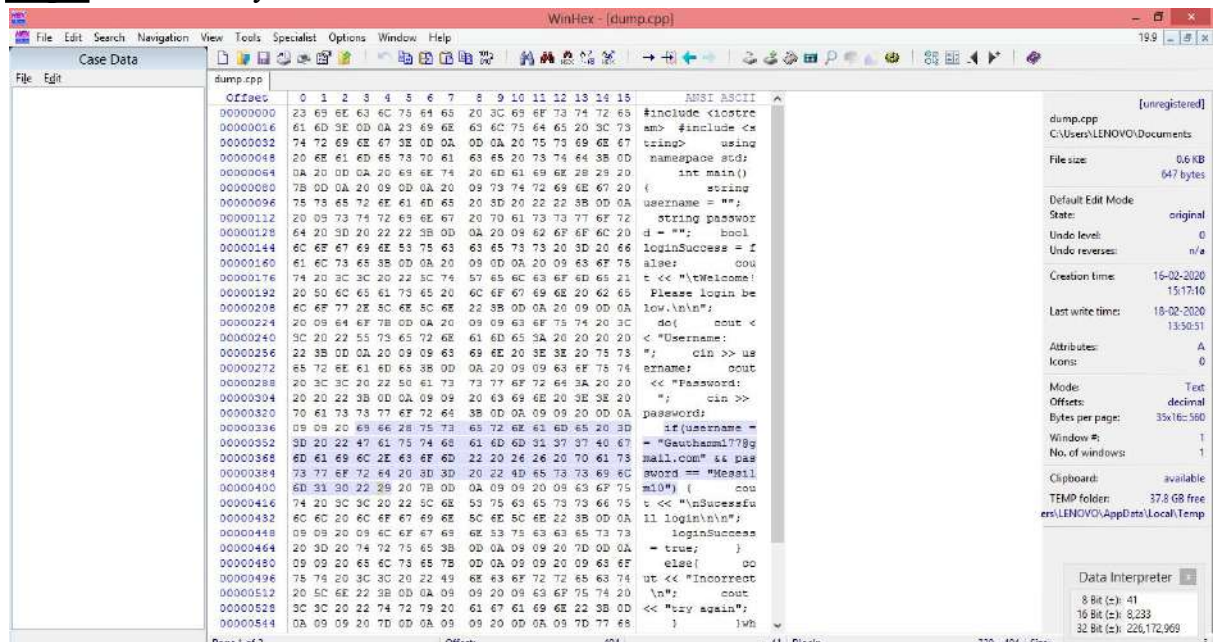 WinHex - [dump.cpp]
File Edit Search Navigation View Tools Specialist Options Window Help
19.9
Case Data
File Edit
dump.cpp
Offset 0 1 2 3 4 5 6 7 8 9 10 11 12 13 14 15 ANSI ASCII
00000000 23 69 6E 63 6C 75 64 65 20 3C 69 6F 73 74 72 65 #include <iostre
00000016 61 6D 3E 0D 0A 23 69 6E 63 6C 75 64 65 20 3C 73 am> #include <s
00000032 74 72 69 6E 67 3E 0D 0A 0D 0A 20 75 73 69 6E 67 tring> using
00000048 20 6E 61 6D 65 73 70 61 63 65 20 73 74 64 3B 0D namespace std;
00000064 0A 20 0D 0A 20 69 6E 74 20 6D 61 69 6E 28 29 20 int main()
00000080 7B 0D 0A 20 09 0D 0A 20 09 73 74 72 69 6E 67 20 { string
00000096 75 73 65 72 6E 61 6D 65 20 3D 20 22 22 3B 0D 0A username = "";
00000112 20 09 73 74 72 69 6E 67 20 70 61 73 73 77 6F 72 string passwor
00000128 64 20 3D 20 22 22 3B 0D 0A 20 09 62 6F 6F 6C 20 d = ""; bool
00000144 6C 6F 67 69 6E 53 75 63 63 65 73 73 20 3D 20 66 loginSuccess = f
00000160 61 6C 73 65 3B 0D 0A 20 09 0D 0A 20 09 63 6F 75 alse; cou
00000176 74 20 3C 3C 20 22 5C 74 57 65 6C 63 6F 6D 65 21 t << "\tWelcome!
00000192 20 50 6C 65 61 73 65 20 6C 6F 67 69 6E 20 62 65 Please login be
00000208 6C 6F 77 2E 5C 6E 5C 6E 22 3B 0D 0A 20 09 0D 0A low.\n\n";
00000224 20 09 64 6F 7B 0D 0A 20 09 09 63 6F 75 74 20 3C do{ cout <
00000240 3C 20 22 55 73 65 72 6E 61 6D 65 3A 20 20 20 20 < "Username:
00000256 22 3B 0D 0A 20 09 09 63 69 6E 20 3E 3E 20 75 73 "; cin >> us
00000272 65 72 6E 61 6D 65 3B 0D 0A 20 09 09 63 6F 75 74 ername; cout
00000288 20 3C 3C 20 22 50 61 73 73 77 6F 72 64 3A 20 20 << "Password:
00000304 20 20 22 3B 0D 0A 09 09 20 63 69 6E 20 3E 3E 20 "; cin >>
00000320 70 61 73 73 77 6F 72 64 3B 0D 0A 09 09 20 0D 0A password;
00000336 09 09 20 69 66 28 75 73 65 72 6E 61 6D 65 20 3D if(username =
00000352 3D 20 22 47 61 75 74 68 61 6D 6D 31 37 37 40 67 = "Gauthamm177@g
00000368 6D 61 69 6C 2E 63 6F 6D 22 20 26 26 20 70 61 73 mail.com" && pas
00000384 73 77 6F 72 64 20 3D 3D 20 22 4D 65 73 73 69 6C sword == "Messil
00000400 6D 31 30 22 29 20 7B 0D 0A 09 09 20 09 63 6F 75 m10") { cou
00000416 74 20 3C 3C 20 22 5C 6E 53 75 63 65 73 73 66 75 t << "\nSucessfu
00000432 6C 6C 20 6C 6F 67 69 6E 5C 6E 5C 6E 22 3B 0D 0A ll login\n\n";
00000448 09 09 20 09 6C 6F 67 69 6E 53 75 63 63 65 73 73 loginSuccess
00000464 20 3D 20 74 72 75 65 3B 0D 0A 09 09 20 7D 0D 0A = true; }
00000480 09 09 20 65 6C 73 65 7B 0D 0A 09 09 20 09 63 6F else{ co
00000496 75 74 20 3C 3C 20 22 49 6E 63 6F 72 72 65 63 74 ut << "Incorrect
00000512 20 5C 6E 22 3B 0D 0A 09 09 20 09 63 6F 75 74 20 \n"; cout
00000528 3C 3C 20 22 74 72 79 20 61 67 61 69 6E 22 3B 0D << "try again";
00000544 0A 09 09 20 7D 0D 0A 09 09 20 0D 0A 09 7D 77 68 } }wh
[unregistered]
dump.cpp
C:\Users\LENOVO\Documents
File size: 0.6 KB
647 bytes
Default Edit Mode
State: original
Undo level: 0
Undo reverses: n/a
Creation time: 16-02-2020
15:17:10
Last write time: 18-02-2020
13:50:51
Attributes: A
Icons: 0
Mode: Text
Offsets: decimal
Bytes per page: 35x16=560
Window #: 1
No. of windows: 1
Clipboard: available
TEMP folder: 37.8 GB free
ers\LENOVO\AppData\Local\Temp
Data Interpreter
8 Bit (±): 41
16 Bit (±): 8,233
32 Bit (±): 226,172,969